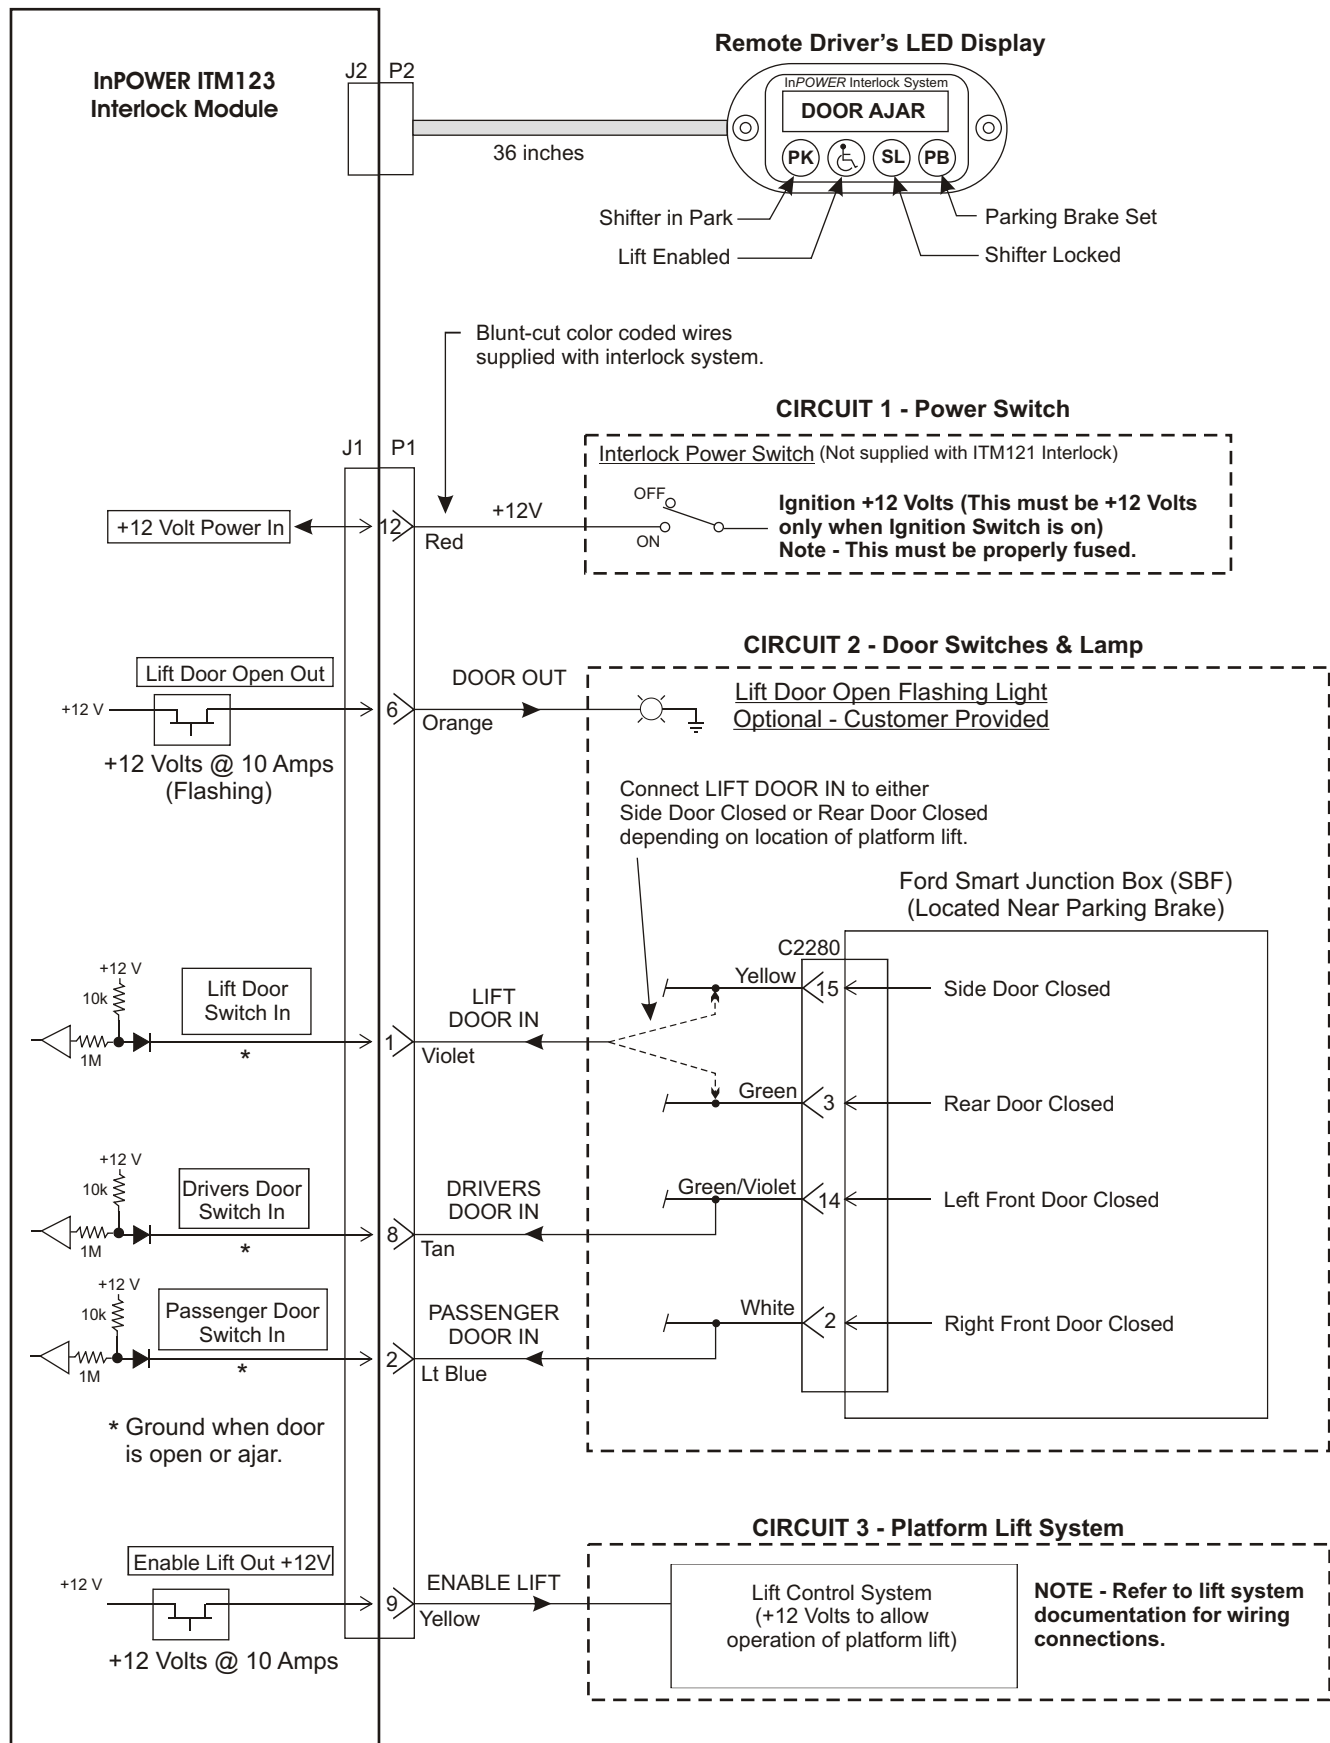 Remote Driver's LED Display
InPOWER ITM123
Interlock Module
J2 P2
InPOWER Interlock System
DOOR AJAR
PK
SL
PB
36 inches
Shifter in Park
Parking Brake Set
Lift Enabled
Shifter Locked
Blunt-cut color coded wires
supplied with interlock system.
CIRCUIT 1 - Power Switch
J1 P1
Interlock Power Switch (Not supplied with ITM121 Interlock)
+12 Volt Power In
12
+12V
Red
OFF
ON
Ignition +12 Volts (This must be +12 Volts
only when Ignition Switch is on)
Note - This must be properly fused.
CIRCUIT 2 - Door Switches & Lamp
Lift Door Open Out
+12 V
+12 Volts @ 10 Amps
(Flashing)
6
DOOR OUT
Orange
Lift Door Open Flashing Light
Optional - Customer Provided
Connect LIFT DOOR IN to either
Side Door Closed or Rear Door Closed
depending on location of platform lift.
Ford Smart Junction Box (SBF)
(Located Near Parking Brake)
C2280
+12 V
10k
1M
Lift Door
Switch In
*
1
LIFT
DOOR IN
Violet
Yellow
15
Side Door Closed
Green
3
Rear Door Closed
+12 V
10k
1M
Drivers Door
Switch In
*
8
DRIVERS
DOOR IN
Tan
Green/Violet
14
Left Front Door Closed
+12 V
10k
1M
Passenger Door
Switch In
*
2
PASSENGER
DOOR IN
Lt Blue
White
2
Right Front Door Closed
* Ground when door
is open or ajar.
CIRCUIT 3 - Platform Lift System
Enable Lift Out +12V
+12 V
+12 Volts @ 10 Amps
9
ENABLE LIFT
Yellow
Lift Control System
(+12 Volts to allow
operation of platform lift)
NOTE - Refer to lift system
documentation for wiring
connections.